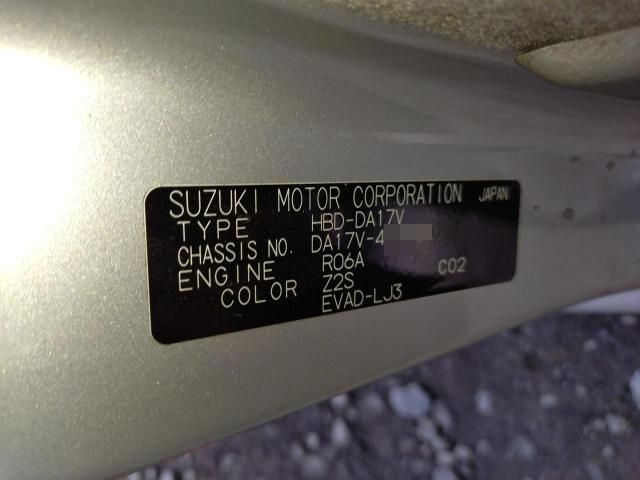 SUZUKI MOTOR CORPORATION JAPAN
TYPE HBD-DA17V
CHASSIS NO. DA17V-4
ENGINE R06A C02
COLOR Z2S
EVAD-LJ3